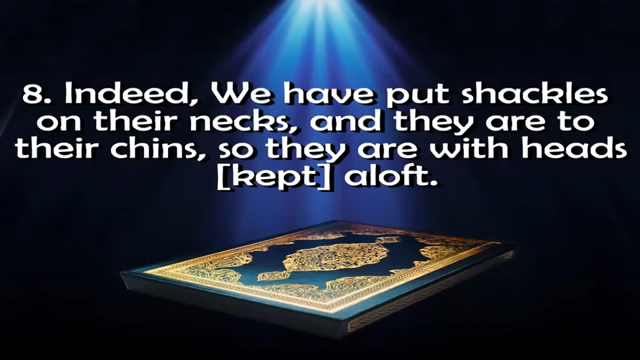 8. Indeed, We have put shackles
on their necks, and they are to
their chins, so they are with heads
[kept] aloft.